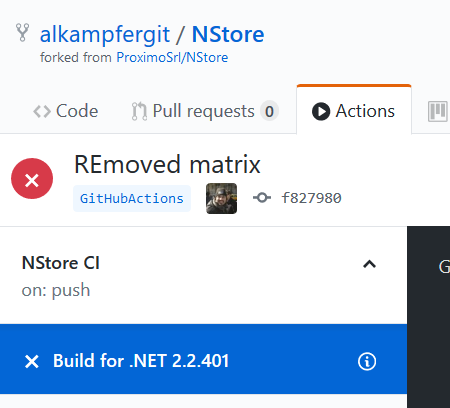 alkampfergit / NStore
forked from ProximoSrl/NStore
Code Pull requests 0 Actions
REmoved matrix
GitHubActions f827980
NStore CI
on: push
G
Build for .NET 2.2.401